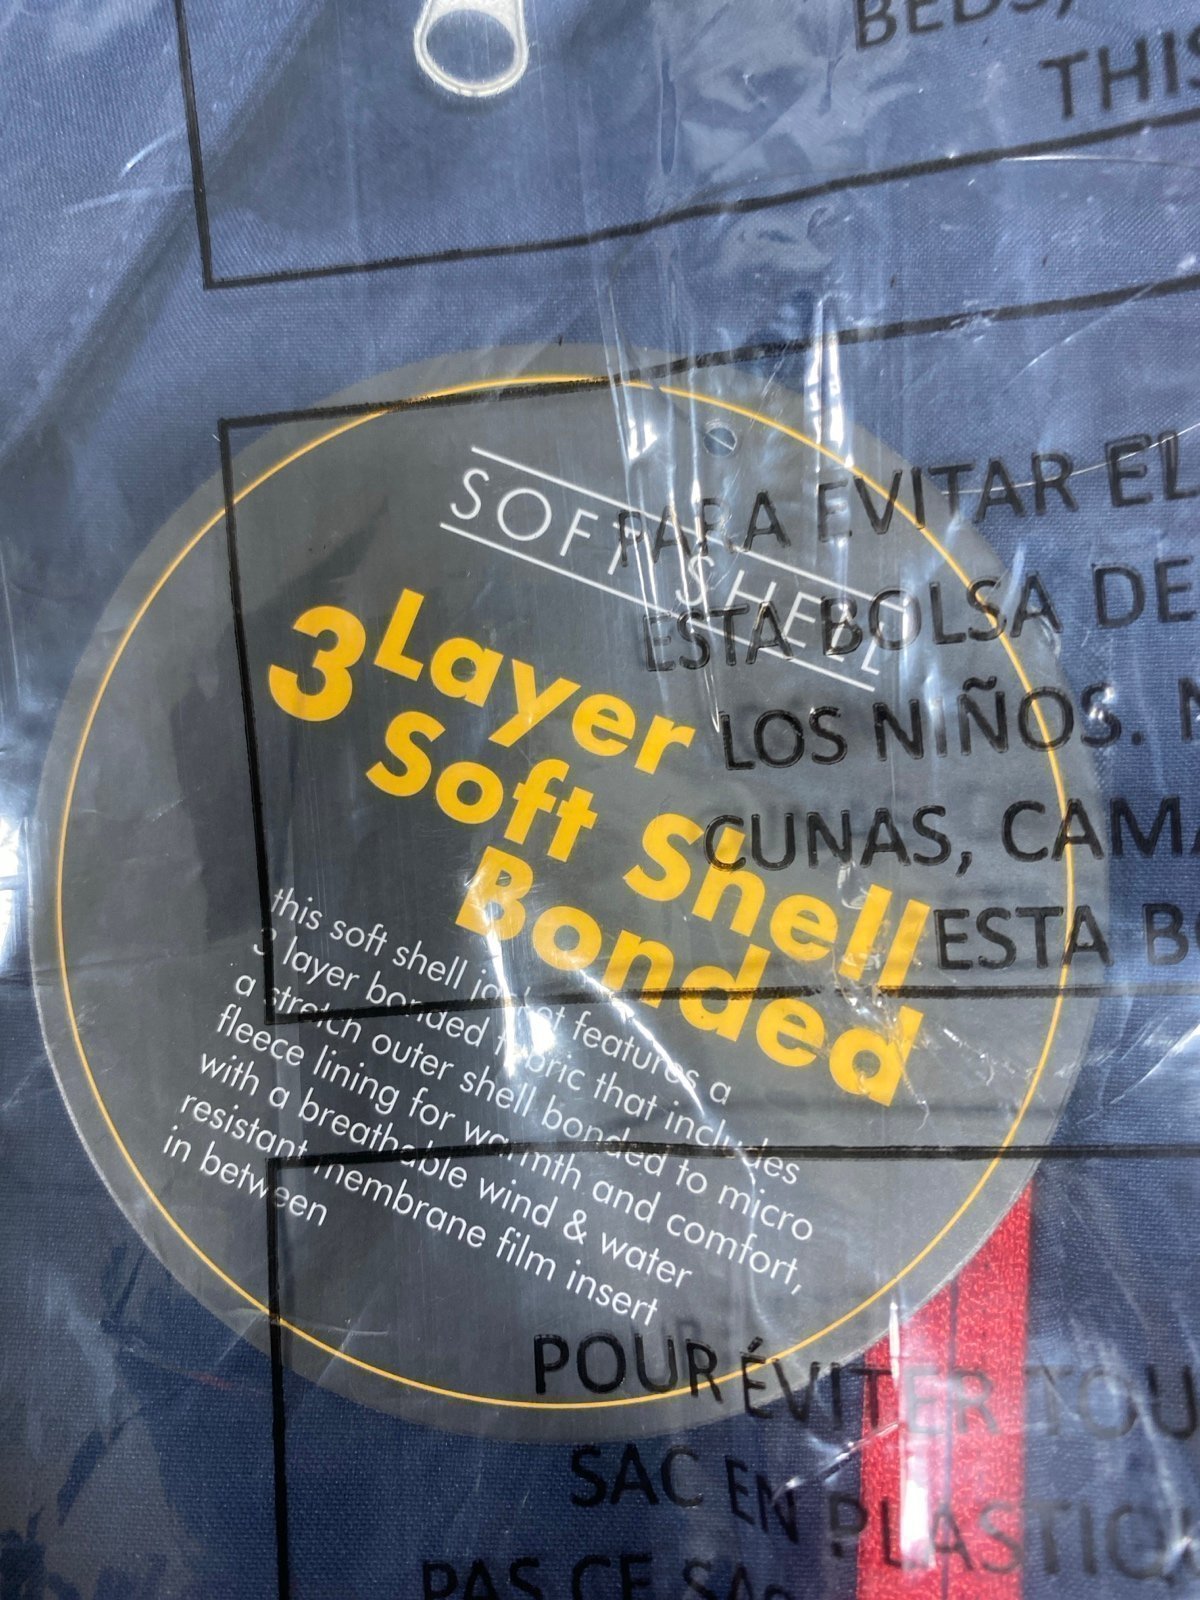 BEDS,
THIS
SOFT SHELL
3 Layer
Soft Shell
Bonded
this soft shell jacket features a
3 layer bonded fabric that includes
a stretch outer shell bonded to micro
fleece lining for warmth and comfort,
with a breathable wind & water
resistant membrane film insert
in between
PARA EVITAR EL
ESTA BOLSA DE
LOS NIÑOS.
CUNAS,
ESTA
POUR ÉVITER
SAC EN PLASTIQ
PAS CE SAC